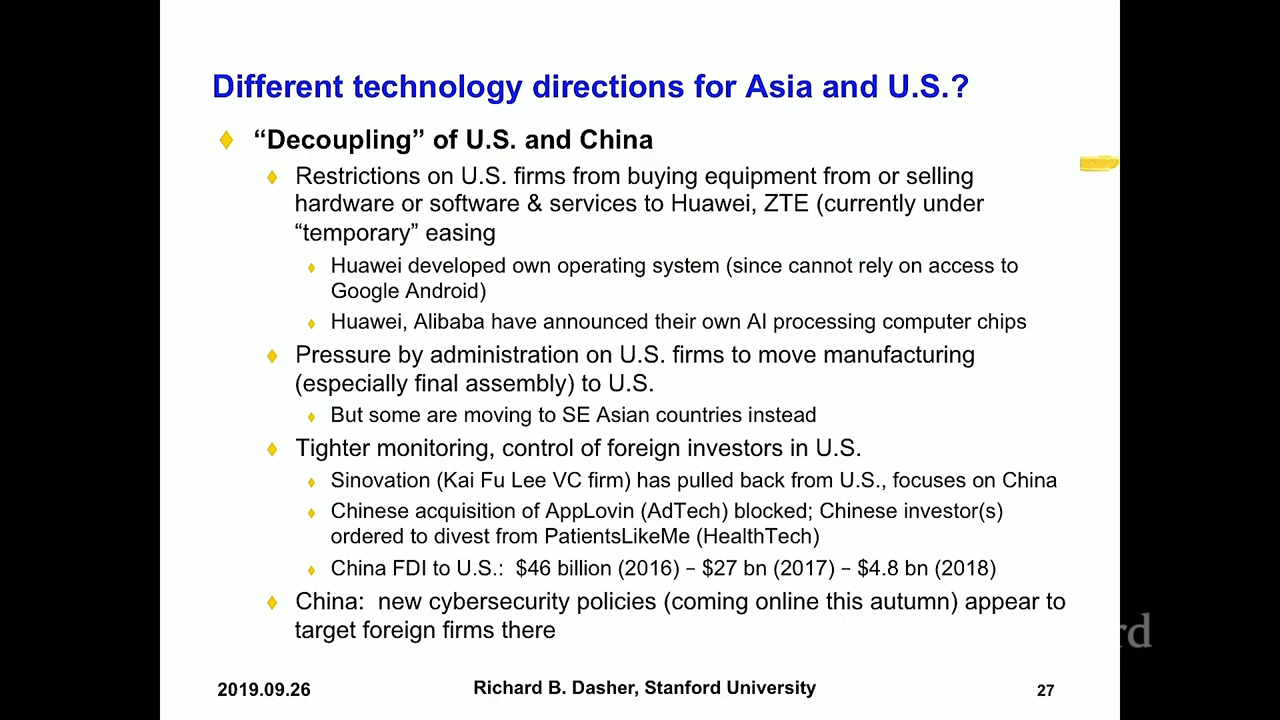 Different technology directions for Asia and U.S.?
“Decoupling” of U.S. and China
Restrictions on U.S. firms from buying equipment from or selling
hardware or software & services to Huawei, ZTE (currently under
“temporary” easing
Huawei developed own operating system (since cannot rely on access to
Google Android)
Huawei, Alibaba have announced their own AI processing computer chips
Pressure by administration on U.S. firms to move manufacturing
(especially final assembly) to U.S.
But some are moving to SE Asian countries instead
Tighter monitoring, control of foreign investors in U.S.
Sinovation (Kai Fu Lee VC firm) has pulled back from U.S., focuses on China
Chinese acquisition of AppLovin (AdTech) blocked; Chinese investor(s)
ordered to divest from PatientsLikeMe (HealthTech)
China FDI to U.S.:  $46 billion (2016) – $27 bn (2017) – $4.8 bn (2018)
China:  new cybersecurity policies (coming online this autumn) appear to
target foreign firms there
rd
2019.09.26
Richard B. Dasher, Stanford University
27